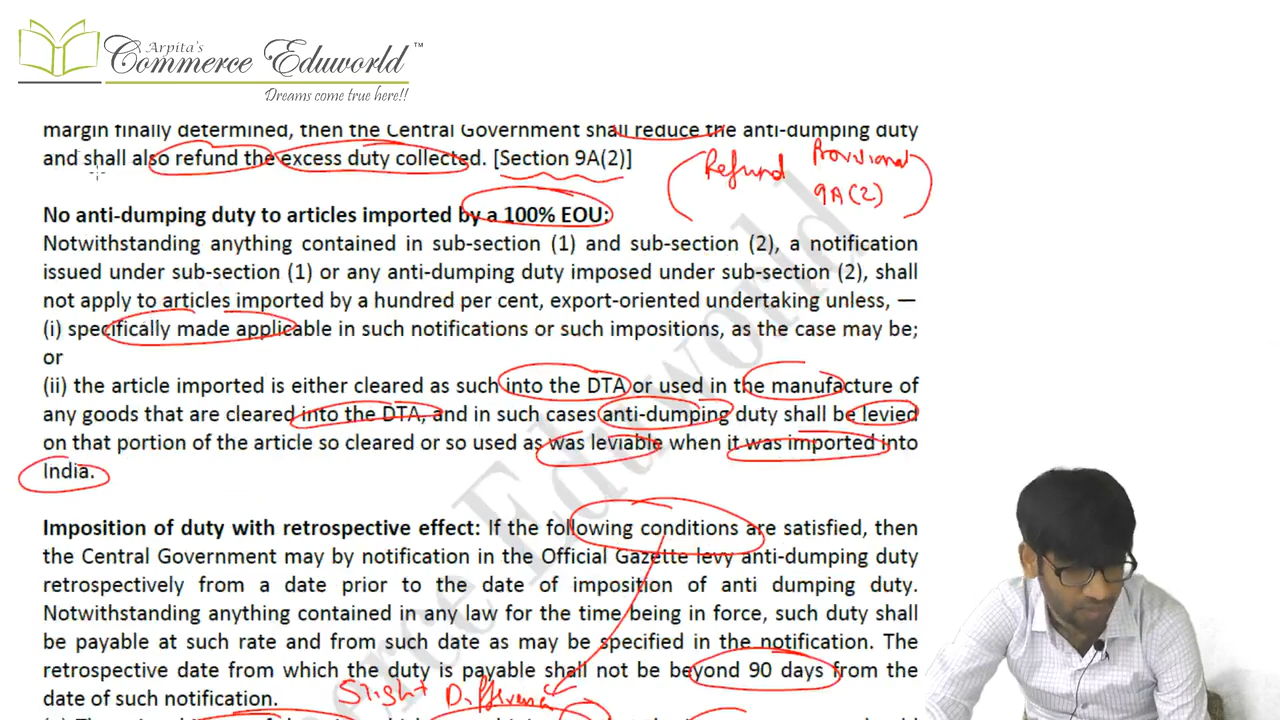 Arpita's
Commerce Eduworld™
Dreams come true here!!
margin finally determined, then the Central Government shall reduce the anti-dumping duty
and shall also refund the excess duty collected. [Section 9A(2)]
Refund Provisional
9A(2)
No anti-dumping duty to articles imported by a 100% EOU:
Notwithstanding anything contained in sub-section (1) and sub-section (2), a notification
issued under sub-section (1) or any anti-dumping duty imposed under sub-section (2), shall
not apply to articles imported by a hundred per cent, export-oriented undertaking unless, —
(i) specifically made applicable in such notifications or such impositions, as the case may be;
or
(ii) the article imported is either cleared as such into the DTA or used in the manufacture of
any goods that are cleared into the DTA, and in such cases anti-dumping duty shall be levied
on that portion of the article so cleared or so used as was leviable when it was imported into
India.
Imposition of duty with retrospective effect: If the following conditions are satisfied, then
the Central Government may by notification in the Official Gazette levy anti-dumping duty
retrospectively from a date prior to the date of imposition of anti dumping duty.
Notwithstanding anything contained in any law for the time being in force, such duty shall
be payable at such rate and from such date as may be specified in the notification. The
retrospective date from which the duty is payable shall not be beyond 90 days from the
date of such notification.
Slight